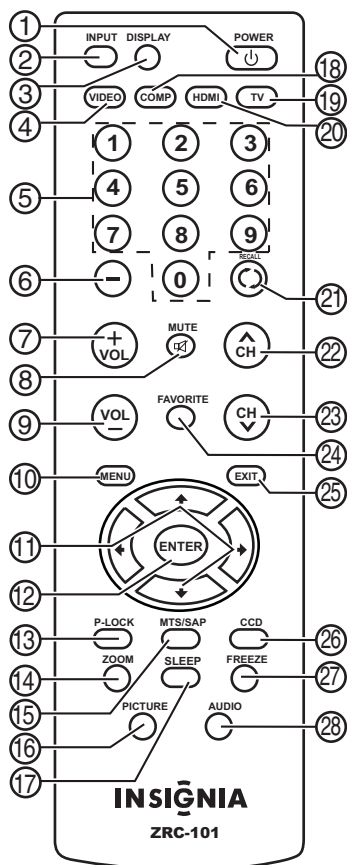 1 INPUT DISPLAY POWER
2
18
3 VIDEO COMP HDMI TV 19
4 20
1 2 3
5 4 5 6
7 8 9
RECALL
6 − 0 21
7 + VOL MUTE CH 22
8
9 VOL − FAVORITE CH 23
24
10 MENU EXIT 25
11 ENTER
12
13 P-LOCK MTS/SAP CCD 26
14 ZOOM SLEEP FREEZE 27
15
16 PICTURE AUDIO 28
17
INSIGNIA
ZRC-101